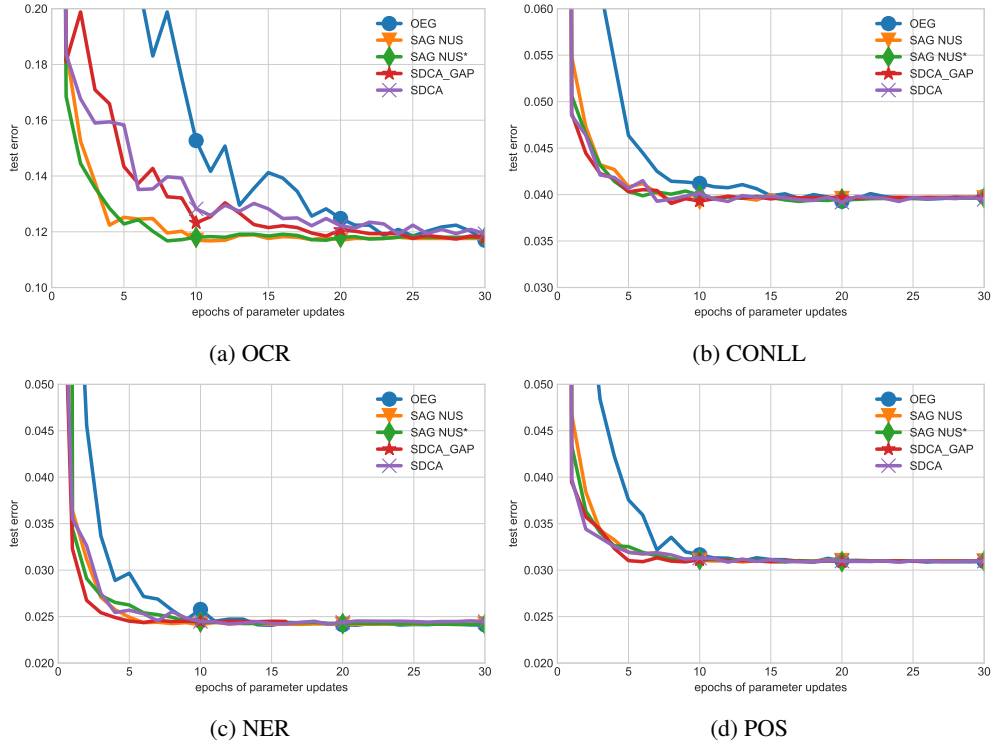 0.20
0.18
0.16
0.14
0.12
0.10
test error
0 5 10 15 20 25 30
epochs of parameter updates
OEG
SAG NUS
SAG NUS*
SDCA_GAP
SDCA
(a) OCR
0.060
0.055
0.050
0.045
0.040
0.035
0.030
test error
0 5 10 15 20 25 30
epochs of parameter updates
OEG
SAG NUS
SAG NUS*
SDCA_GAP
SDCA
(b) CONLL
0.050
0.045
0.040
0.035
0.030
0.025
0.020
test error
0 5 10 15 20 25 30
epochs of parameter updates
OEG
SAG NUS
SAG NUS*
SDCA_GAP
SDCA
(c) NER
0.050
0.045
0.040
0.035
0.030
0.025
0.020
test error
0 5 10 15 20 25 30
epochs of parameter updates
OEG
SAG NUS
SAG NUS*
SDCA_GAP
SDCA
(d) POS